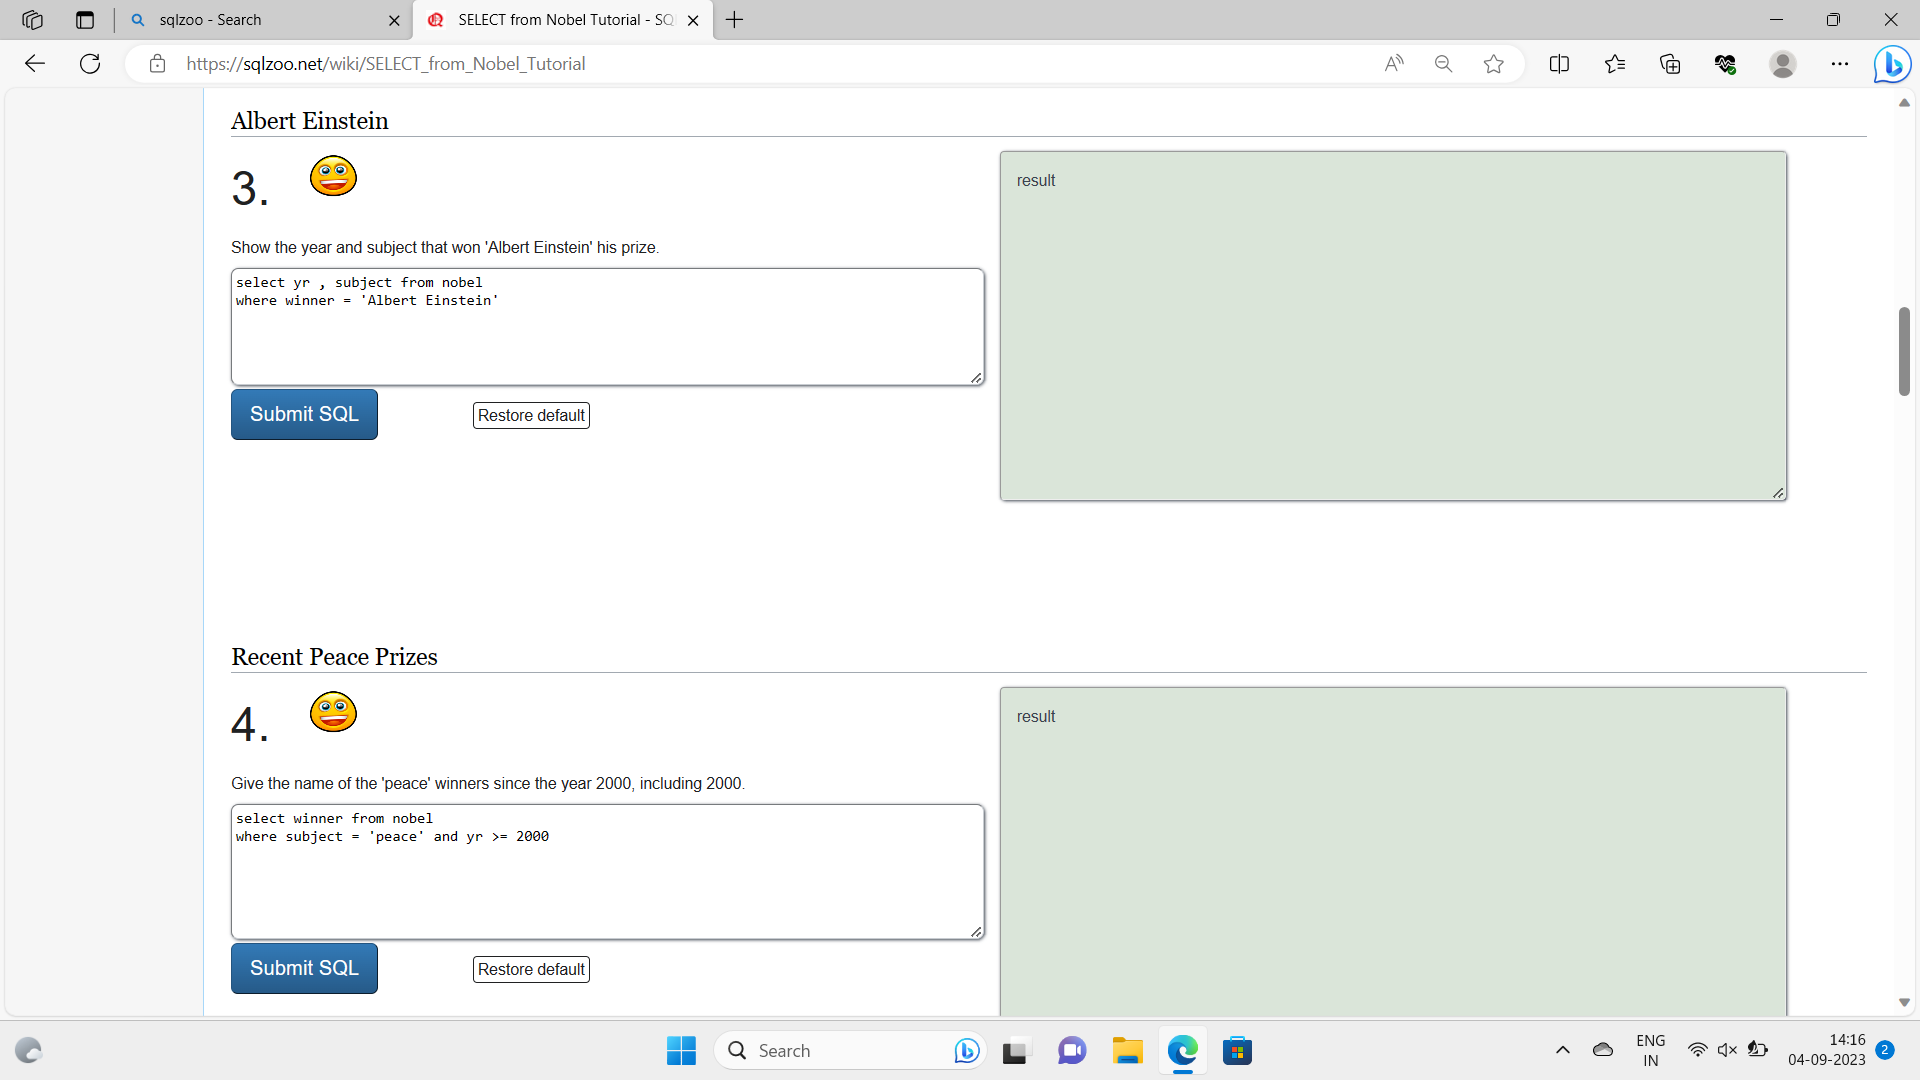 sqlzoo - Search
SELECT from Nobel Tutorial - SQ
https://sqlzoo.net/wiki/SELECT_from_Nobel_Tutorial
Albert Einstein
3.
result
Show the year and subject that won 'Albert Einstein' his prize.
select yr , subject from nobel
where winner = 'Albert Einstein'
Submit SQL
Restore default
Recent Peace Prizes
4.
result
Give the name of the 'peace' winners since the year 2000, including 2000.
select winner from nobel
where subject = 'peace' and yr >= 2000
Submit SQL
Restore default
Search
ENG
IN
14:16
04-09-2023
2